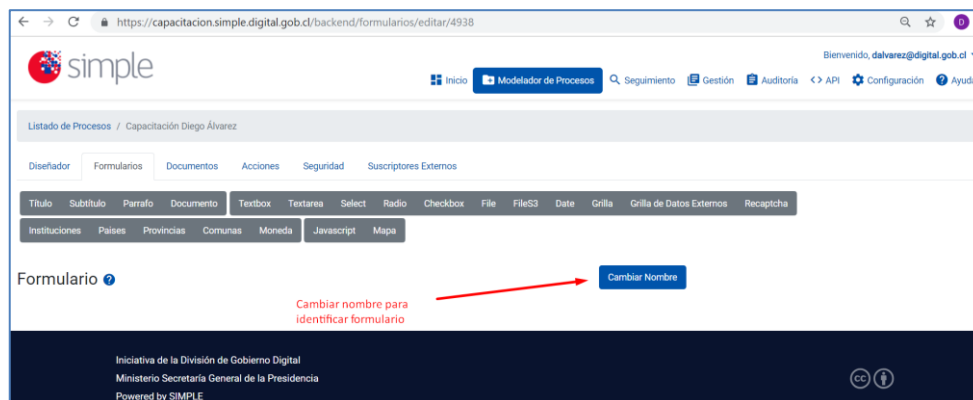 https://capacitacion.simple.digital.gob.cl/backend/formularios/editar/4938
D
Bienvenido, dalvarez@digital.gob.cl
simple
Inicio Modelador de Procesos Seguimiento Gestión Auditoría <> API Configuración Ayuda
Listado de Procesos / Capacitación Diego Álvarez
Diseñador Formularios Documentos Acciones Seguridad Suscriptores Externos
Título Subtítulo Parrafo Documento Textbox Textarea Select Radio Checkbox File FileS3 Date Grilla Grilla de Datos Externos Recaptcha
Instituciones Paises Provincias Comunas Moneda Javascript Mapa
Formulario ?
Cambiar Nombre
Cambiar nombre para
identificar formulario
Iniciativa de la División de Gobierno Digital
Ministerio Secretaría General de la Presidencia
Powered by SIMPLE
cc